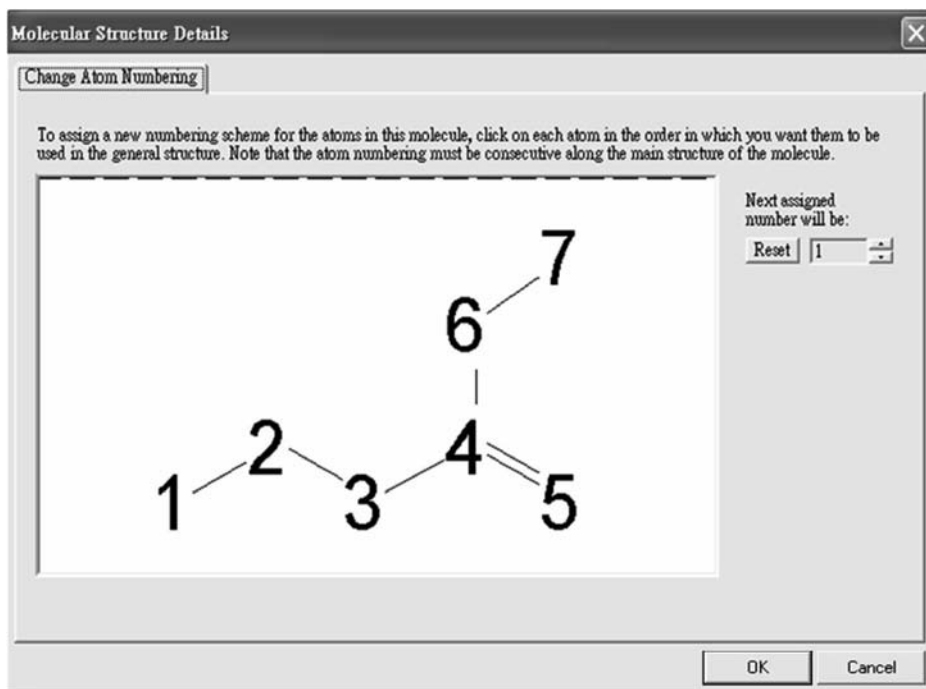 Molecular Structure Details
Change Atom Numbering
To assign a new numbering scheme for the atoms in this molecule, click on each atom in the order in which you want them to be
used in the general structure. Note that the atom numbering must be consecutive along the main structure of the molecule.
Next assigned
number will be:
Reset 1
7
6
2 4
1 3 5
OK Cancel